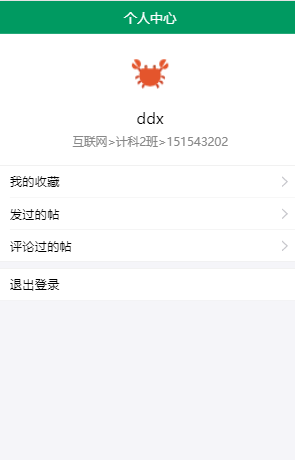 个人中心
ddx
互联网>计科2班>151543202
我的收藏
发过的帖
评论过的帖
退出登录